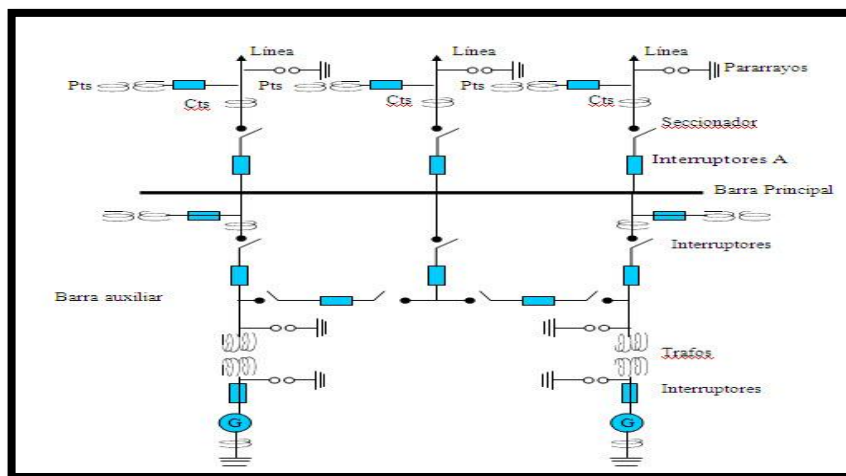 Línea Línea Línea
Pts Pts Pts Pararrayos
Cts Cts Cts
Seccionador
Interruptores A
Barra Principal
Interruptores
Barra auxiliar
Trafos
Interruptores
G G